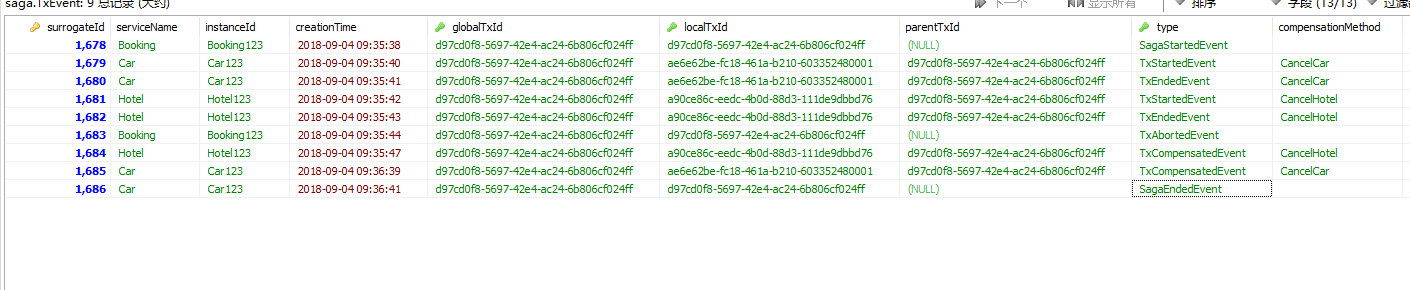 saga.TxEvent: 9 总记录 (大约) 下一个 显示所有 排序 字段 (13/13) 过滤
surrogateId serviceName instanceId creationTime globalTxId localTxId parentTxId type compensationMethod
1,678 Booking Booking123 2018-09-04 09:35:38 d97cd0f8-5697-42e4-ac24-6b806cf024ff d97cd0f8-5697-42e4-ac24-6b806cf024ff (NULL) SagaStartedEvent
1,679 Car Car123 2018-09-04 09:35:40 d97cd0f8-5697-42e4-ac24-6b806cf024ff ae6e62be-fc18-461a-b210-603352480001 d97cd0f8-5697-42e4-ac24-6b806cf024ff TxStartedEvent CancelCar
1,680 Car Car123 2018-09-04 09:35:41 d97cd0f8-5697-42e4-ac24-6b806cf024ff ae6e62be-fc18-461a-b210-603352480001 d97cd0f8-5697-42e4-ac24-6b806cf024ff TxEndedEvent CancelCar
1,681 Hotel Hotel123 2018-09-04 09:35:42 d97cd0f8-5697-42e4-ac24-6b806cf024ff a90ce86c-eedc-4b0d-88d3-111de9dbbd76 d97cd0f8-5697-42e4-ac24-6b806cf024ff TxStartedEvent CancelHotel
1,682 Hotel Hotel123 2018-09-04 09:35:43 d97cd0f8-5697-42e4-ac24-6b806cf024ff a90ce86c-eedc-4b0d-88d3-111de9dbbd76 d97cd0f8-5697-42e4-ac24-6b806cf024ff TxEndedEvent CancelHotel
1,683 Booking Booking123 2018-09-04 09:35:44 d97cd0f8-5697-42e4-ac24-6b806cf024ff d97cd0f8-5697-42e4-ac24-6b806cf024ff (NULL) TxAbortedEvent
1,684 Hotel Hotel123 2018-09-04 09:35:47 d97cd0f8-5697-42e4-ac24-6b806cf024ff a90ce86c-eedc-4b0d-88d3-111de9dbbd76 d97cd0f8-5697-42e4-ac24-6b806cf024ff TxCompensatedEvent CancelHotel
1,685 Car Car123 2018-09-04 09:36:39 d97cd0f8-5697-42e4-ac24-6b806cf024ff ae6e62be-fc18-461a-b210-603352480001 d97cd0f8-5697-42e4-ac24-6b806cf024ff TxCompensatedEvent CancelCar
1,686 Car Car123 2018-09-04 09:36:41 d97cd0f8-5697-42e4-ac24-6b806cf024ff d97cd0f8-5697-42e4-ac24-6b806cf024ff (NULL) SagaEndedEvent